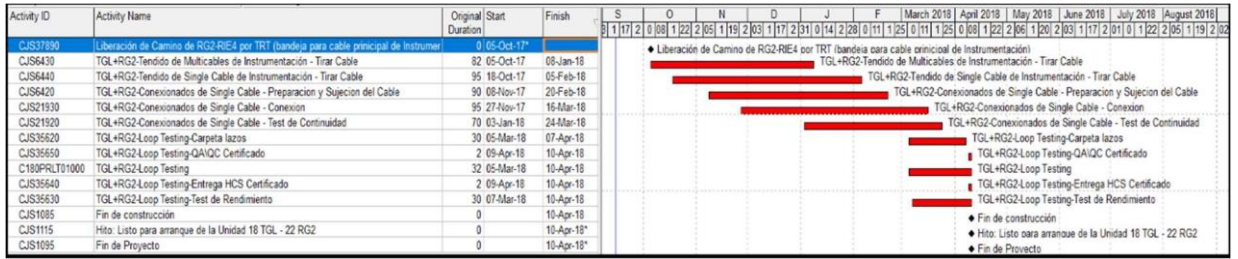 Activity ID Activity Name Original Duration Start Finish S O N D J F March 2018 April 2018 May 2018 June 2018 July 2018 August 2018
CJS37890 Liberación de Camino de RG2-RIE4 por TRT (bandeja para cable prinicipal de Instrumer 0 05-Oct-17* Liberación de Camino de RG2-RIE4 por TRT (bandeja para cable prinicipal de Instrumentación)
CJS6430 TGL+RG2-Tendido de Multicables de Instrumentación - Tirar Cable 82 05-Oct-17 08-Jan-18 TGL+RG2-Tendido de Multicables de Instrumentación - Tirar Cable
CJS6440 TGL+RG2-Tendido de Single Cable de Instrumentación - Tirar Cable 95 18-Oct-17 05-Feb-18 TGL+RG2-Tendido de Single Cable de Instrumentación - Tirar Cable
CJS6420 TGL+RG2-Conexionados de Single Cable - Preparacion y Sujecion del Cable 90 08-Nov-17 20-Feb-18 TGL+RG2-Conexionados de Single Cable - Preparacion y Sujecion del Cable
CJS21930 TGL+RG2-Conexionados de Single Cable - Conexion 95 27-Nov-17 16-Mar-18 TGL+RG2-Conexionados de Single Cable - Conexion
CJS21920 TGL+RG2-Conexionados de Single Cable - Test de Continuidad 70 03-Jan-18 24-Mar-18 TGL+RG2-Conexionados de Single Cable - Test de Continuidad
CJS35620 TGL+RG2-Loop Testing-Carpeta lazos 30 05-Mar-18 07-Apr-18 TGL+RG2-Loop Testing-Carpeta lazos
CJS35650 TGL+RG2-Loop Testing-QA\QC Certificado 2 09-Apr-18 10-Apr-18 TGL+RG2-Loop Testing-QA\QC Certificado
C180PRLT01000 TGL+RG2-Loop Testing 32 05-Mar-18 10-Apr-18 TGL+RG2-Loop Testing
CJS35640 TGL+RG2-Loop Testing-Entrega HCS Certificado 2 09-Apr-18 10-Apr-18 TGL+RG2-Loop Testing-Entrega HCS Certificado
CJS35630 TGL+RG2-Loop Testing-Test de Rendimiento 30 07-Mar-18 10-Apr-18 TGL+RG2-Loop Testing-Test de Rendimiento
CJS1085 Fin de construcción 0 10-Apr-18 Fin de construcción
CJS1115 Hito: Listo para arranque de la Unidad 18 TGL - 22 RG2 0 10-Apr-18* Hito: Listo para arranque de la Unidad 18 TGL - 22 RG2
CJS1095 Fin de Proyecto 0 10-Apr-18* Fin de Proyecto